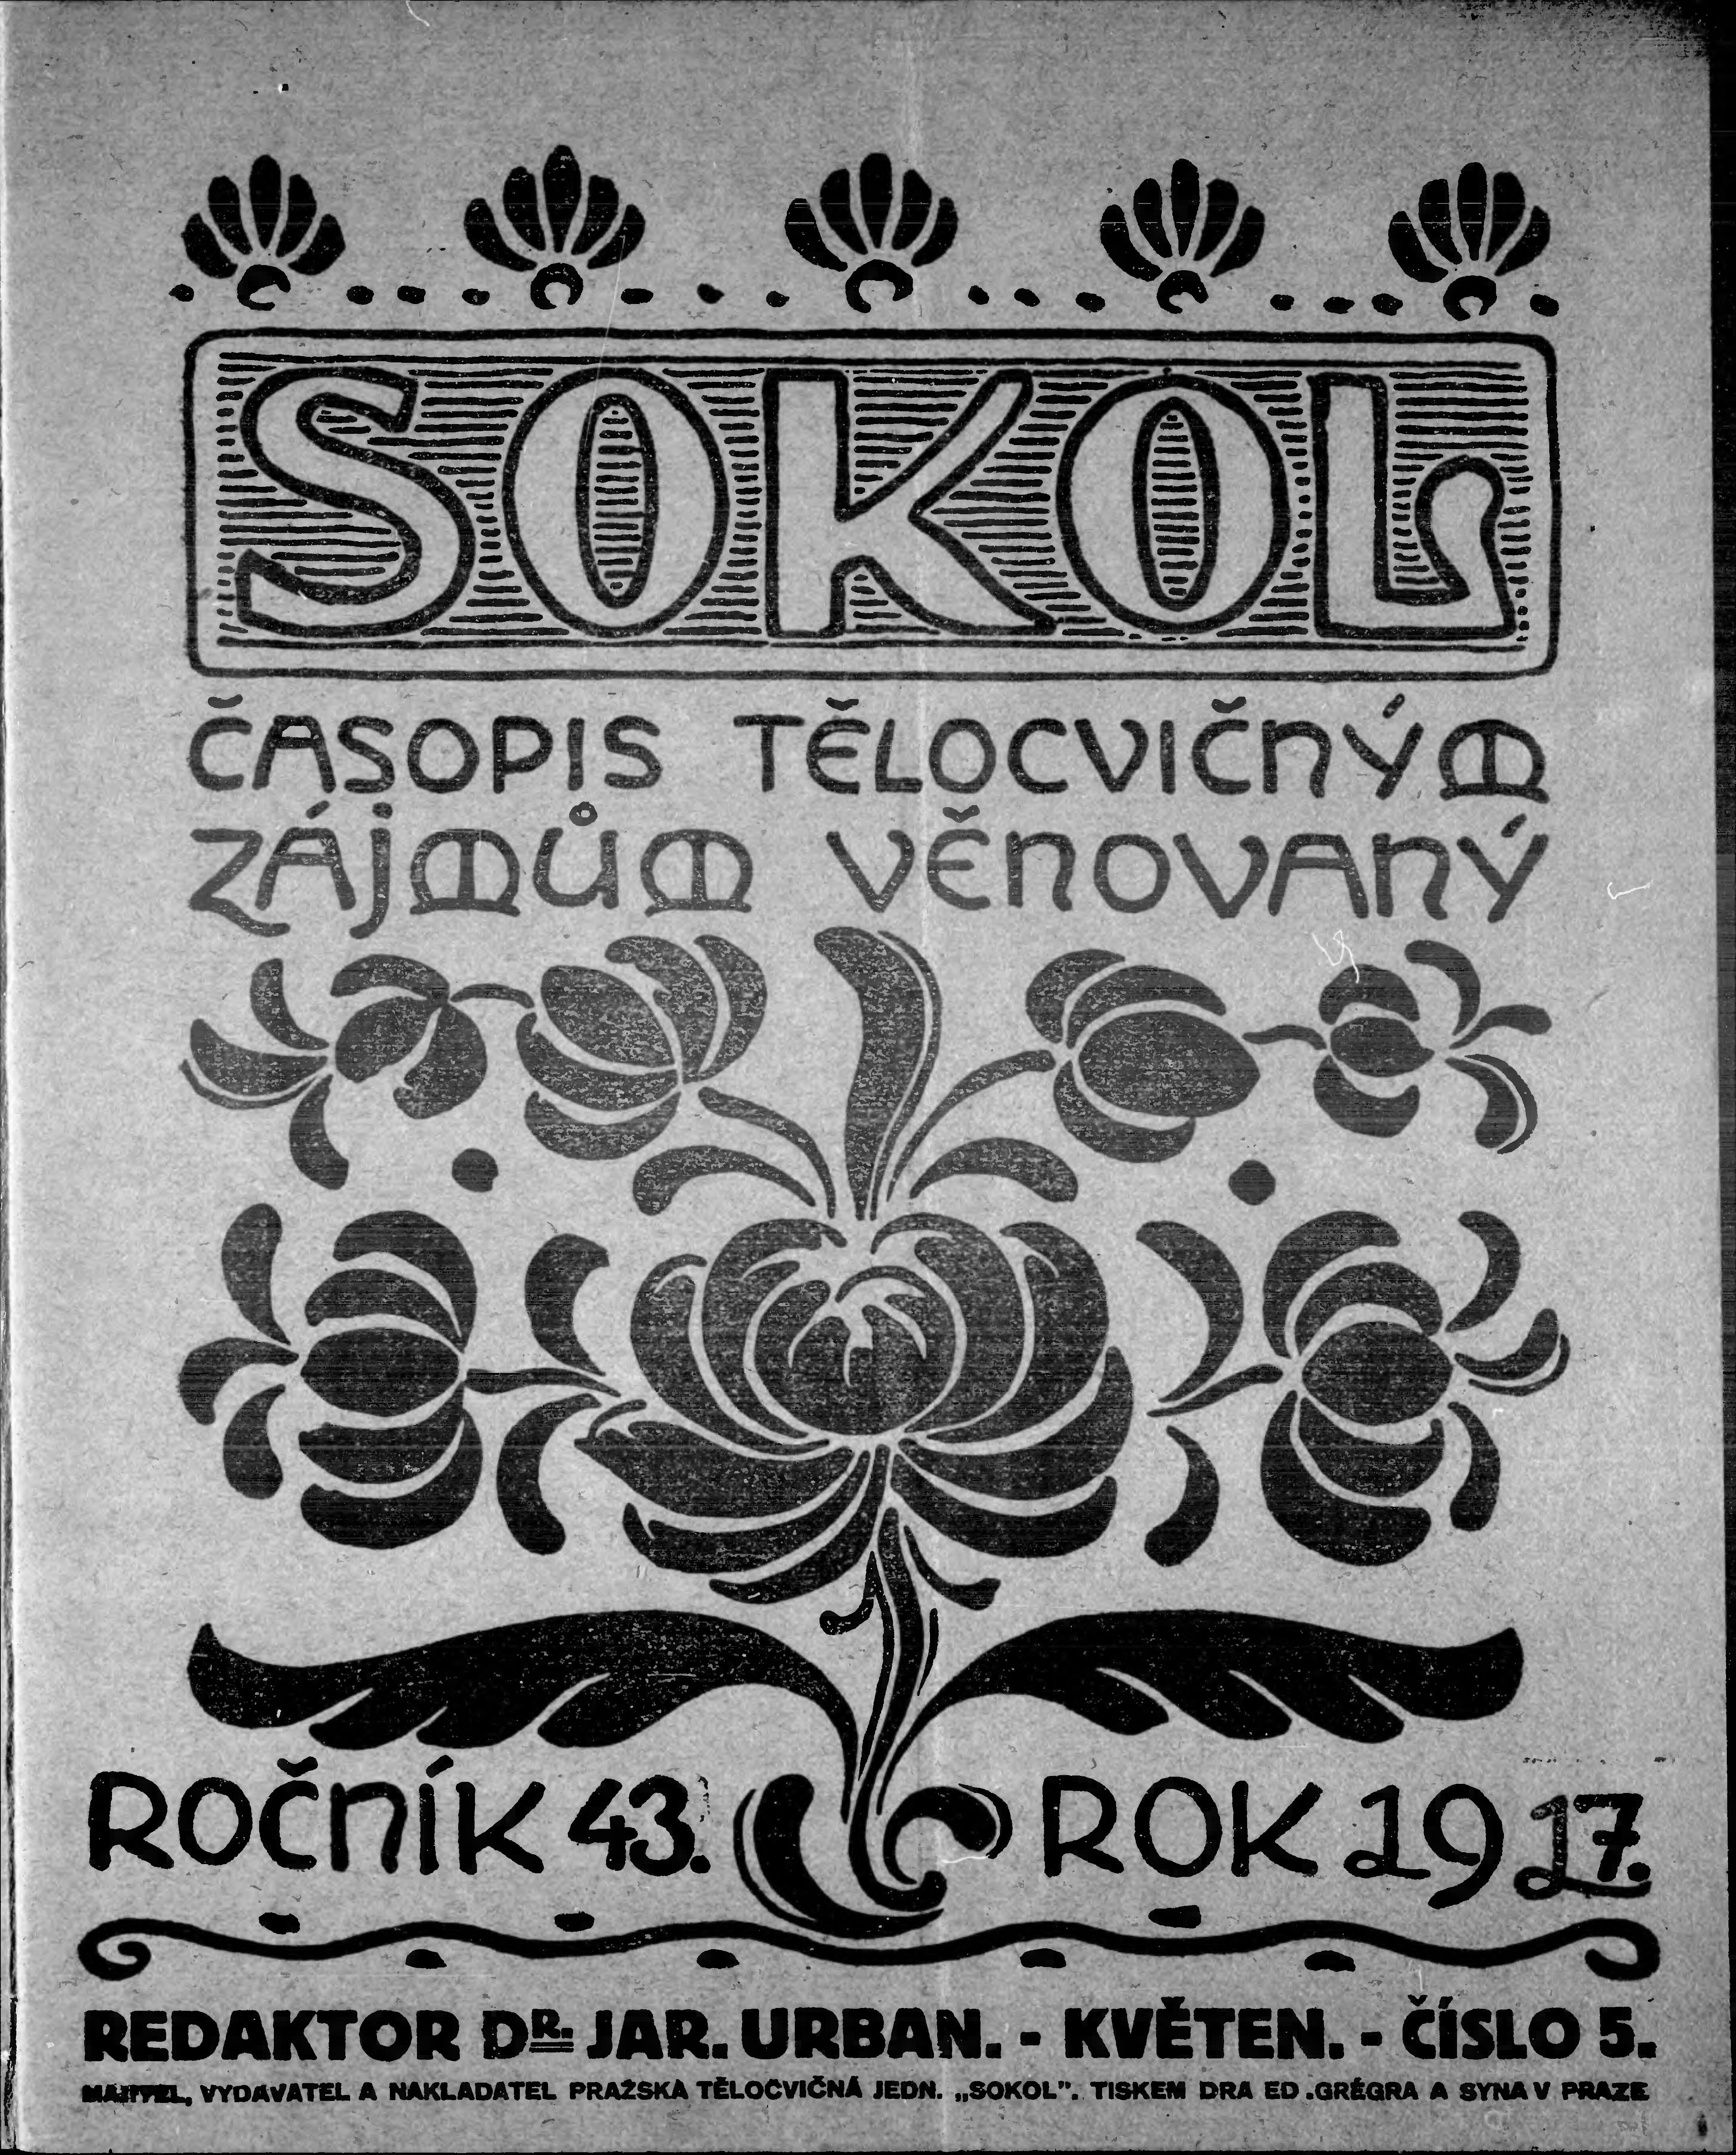 SOKOL
ČASOPIS TĚLOCVIČNÝM
ZÁJMŮM VĚNOVANÝ
ROČNÍK 43. ROK 1917.
REDAKTOR DR. JAR. URBAN. - KVĚTEN. - ČÍSLO 5.
MAJITEL, VYDAVATEL A NAKLADATEL PRAŽSKÁ TĚLOCVIČNÁ JEDN. „SOKOL”. TISKEM DRA ED. GRÉGRA A SYNA V PRAZE